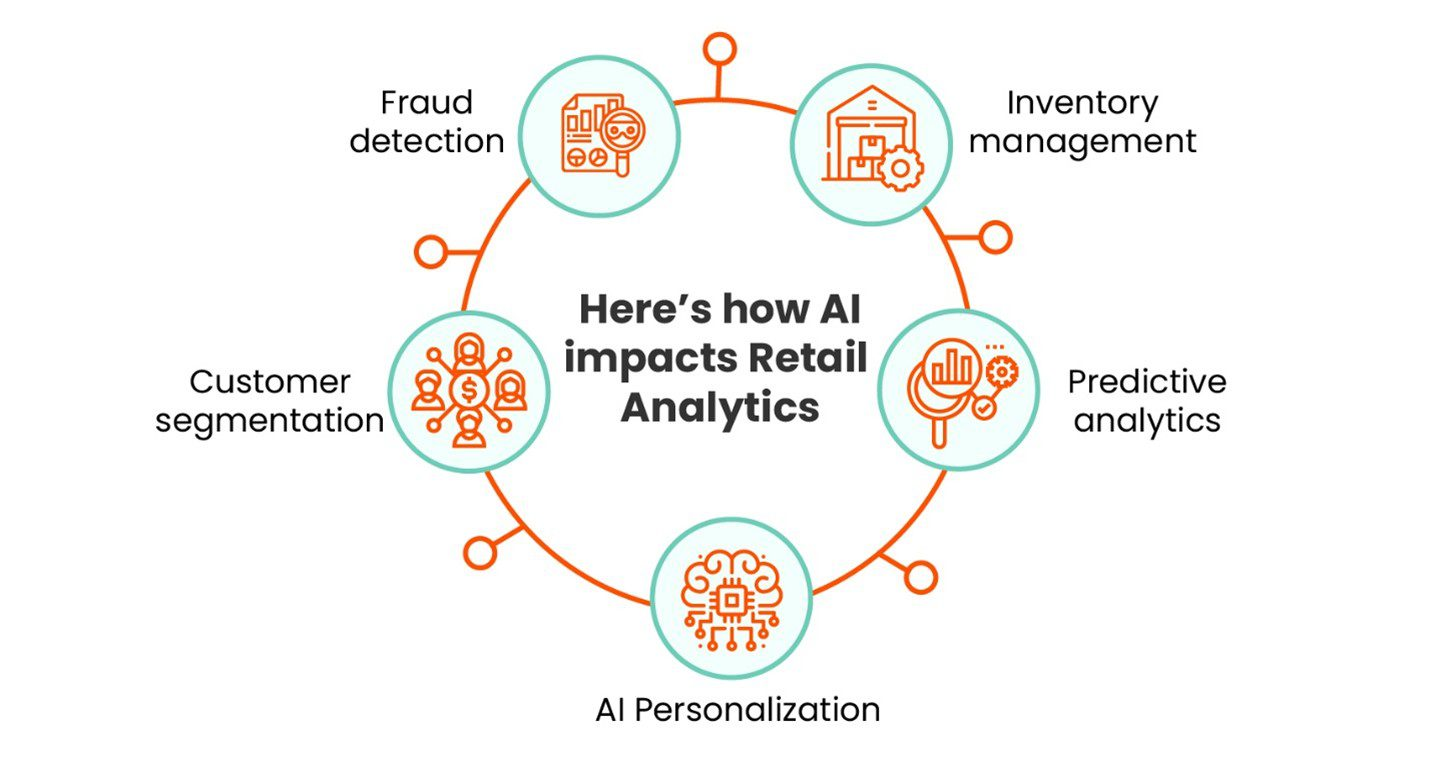 Fraud
detection
Inventory
management
Here’s how AI
impacts Retail
Analytics
Customer
segmentation
$
Predictive
analytics
AI Personalization